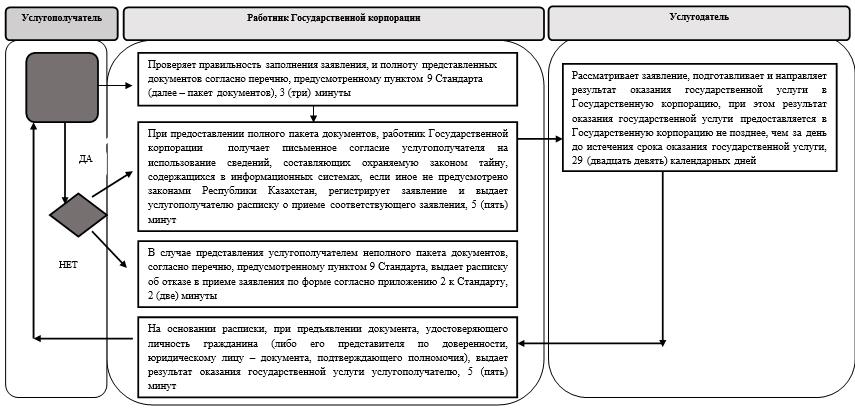 Услугополучатель
Работник Государственной корпорации
Услугодатель
Проверяет правильность заполнения заявления, и полноту представленных
документов согласно перечню, предусмотренному пунктом 9 Стандарта
(далее – пакет документов), 3 (три) минуты
При предоставлении полного пакета документов, работник Государственной
корпорации получает письменное согласие услугополучателя на
использование сведений, составляющих охраняемую законом тайну,
содержащихся в информационных системах, если иное не предусмотрено
законами Республики Казахстан, регистрирует заявление и выдает
услугополучателю расписку о приеме соответствующего заявления, 5 (пять)
минут
Рассматривает заявление, подготавливает и направляет
результат оказания государственной услуги в
Государственную корпорацию, при этом результат
оказания государственной услуги предоставляется в
Государственную корпорацию не позднее, чем за день
до истечения срока оказания государственной услуги,
29 (двадцать девять) календарных дней
ДА
НЕТ
В случае представления услугополучателем неполного пакета документов,
согласно перечню, предусмотренному пунктом 9 Стандарта, выдает расписку
об отказе в приеме заявления по форме согласно приложению 2 к Стандарту,
2 (две) минуты
На основании расписки, при предъявлении документа, удостоверяющего
личность гражданина (либо его представителя по доверенности,
юридическому лицу – документа, подтверждающего полномочия), выдает
результат оказания государственной услуги услугополучателю, 5 (пять)
минут